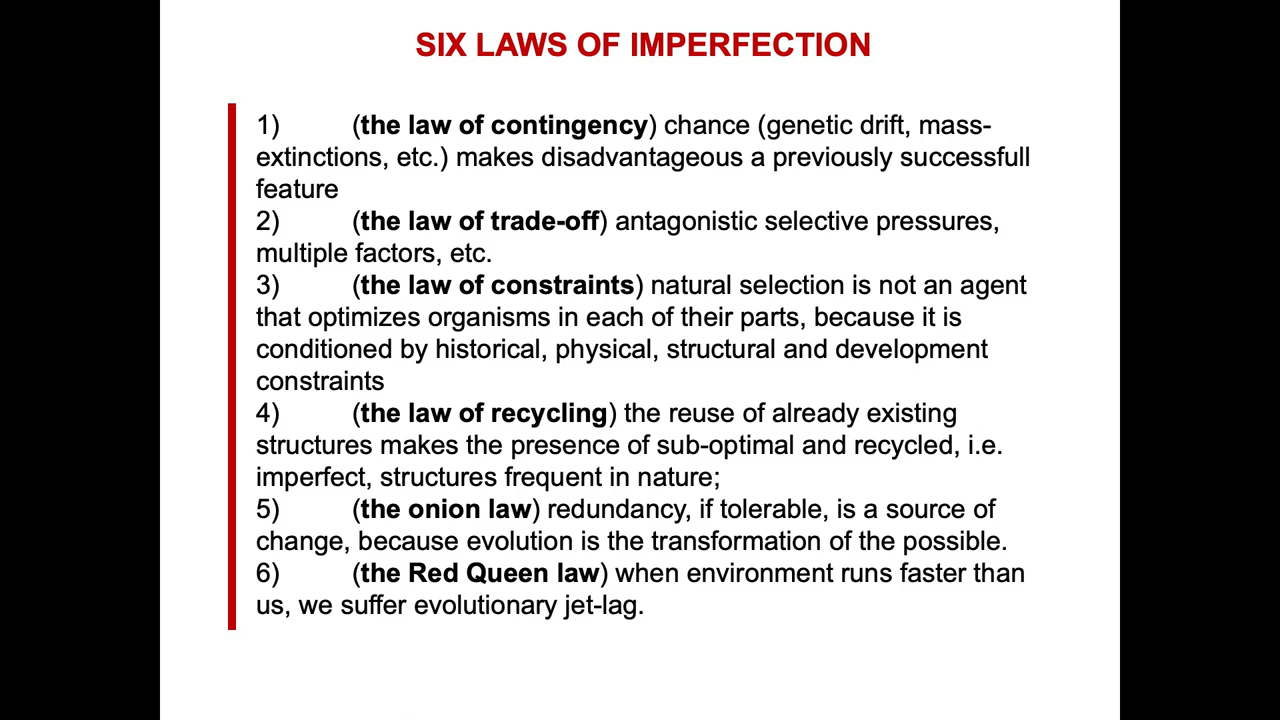 SIX LAWS OF IMPERFECTION
1) (the law of contingency) chance (genetic drift, mass-
extinctions, etc.) makes disadvantageous a previously successfull
feature
2) (the law of trade-off) antagonistic selective pressures,
multiple factors, etc.
3) (the law of constraints) natural selection is not an agent
that optimizes organisms in each of their parts, because it is
conditioned by historical, physical, structural and development
constraints
4) (the law of recycling) the reuse of already existing
structures makes the presence of sub-optimal and recycled, i.e.
imperfect, structures frequent in nature;
5) (the onion law) redundancy, if tolerable, is a source of
change, because evolution is the transformation of the possible.
6) (the Red Queen law) when environment runs faster than
us, we suffer evolutionary jet-lag.